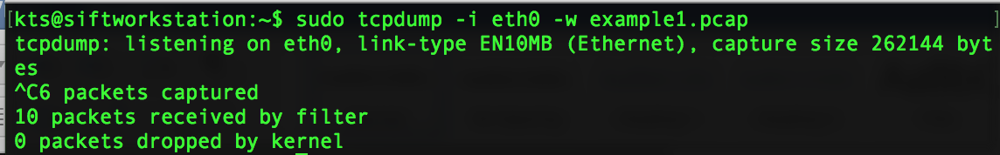 [kts@siftworkstation:~$ sudo tcpdump -i eth0 -w example1.pcap ]
tcpdump: listening on eth0, link-type EN10MB (Ethernet), capture size 262144 byt
es
^C6 packets captured
10 packets received by filter
0 packets dropped by kernel